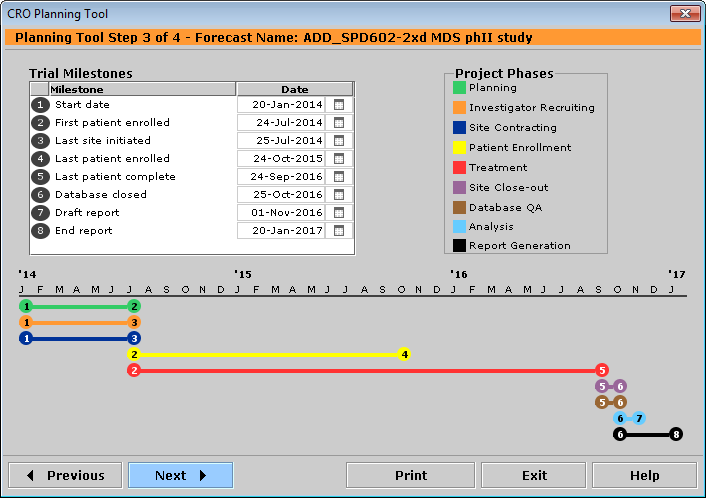 CRO Planning Tool
Planning Tool Step 3 of 4 - Forecast Name: ADD_SPD602-2xd MDS phII study
Trial Milestones
Milestone Date
1 Start date 20-Jan-2014
2 First patient enrolled 24-Jul-2014
3 Last site initiated 25-Jul-2014
4 Last patient enrolled 24-Oct-2015
5 Last patient complete 24-Sep-2016
6 Database closed 25-Oct-2016
7 Draft report 01-Nov-2016
8 End report 20-Jan-2017
Project Phases
Planning
Investigator Recruiting
Site Contracting
Patient Enrollment
Treatment
Site Close-out
Database QA
Analysis
Report Generation
'14 '15 '16 '17
J F M A M J J A S O N D J F M A M J J A S O N D J F M A M J J A S O N D J
1 2
1 3
1 3
2 4
2 5
5 6
5 6
6 7
6 8
Previous Next Print Exit Help